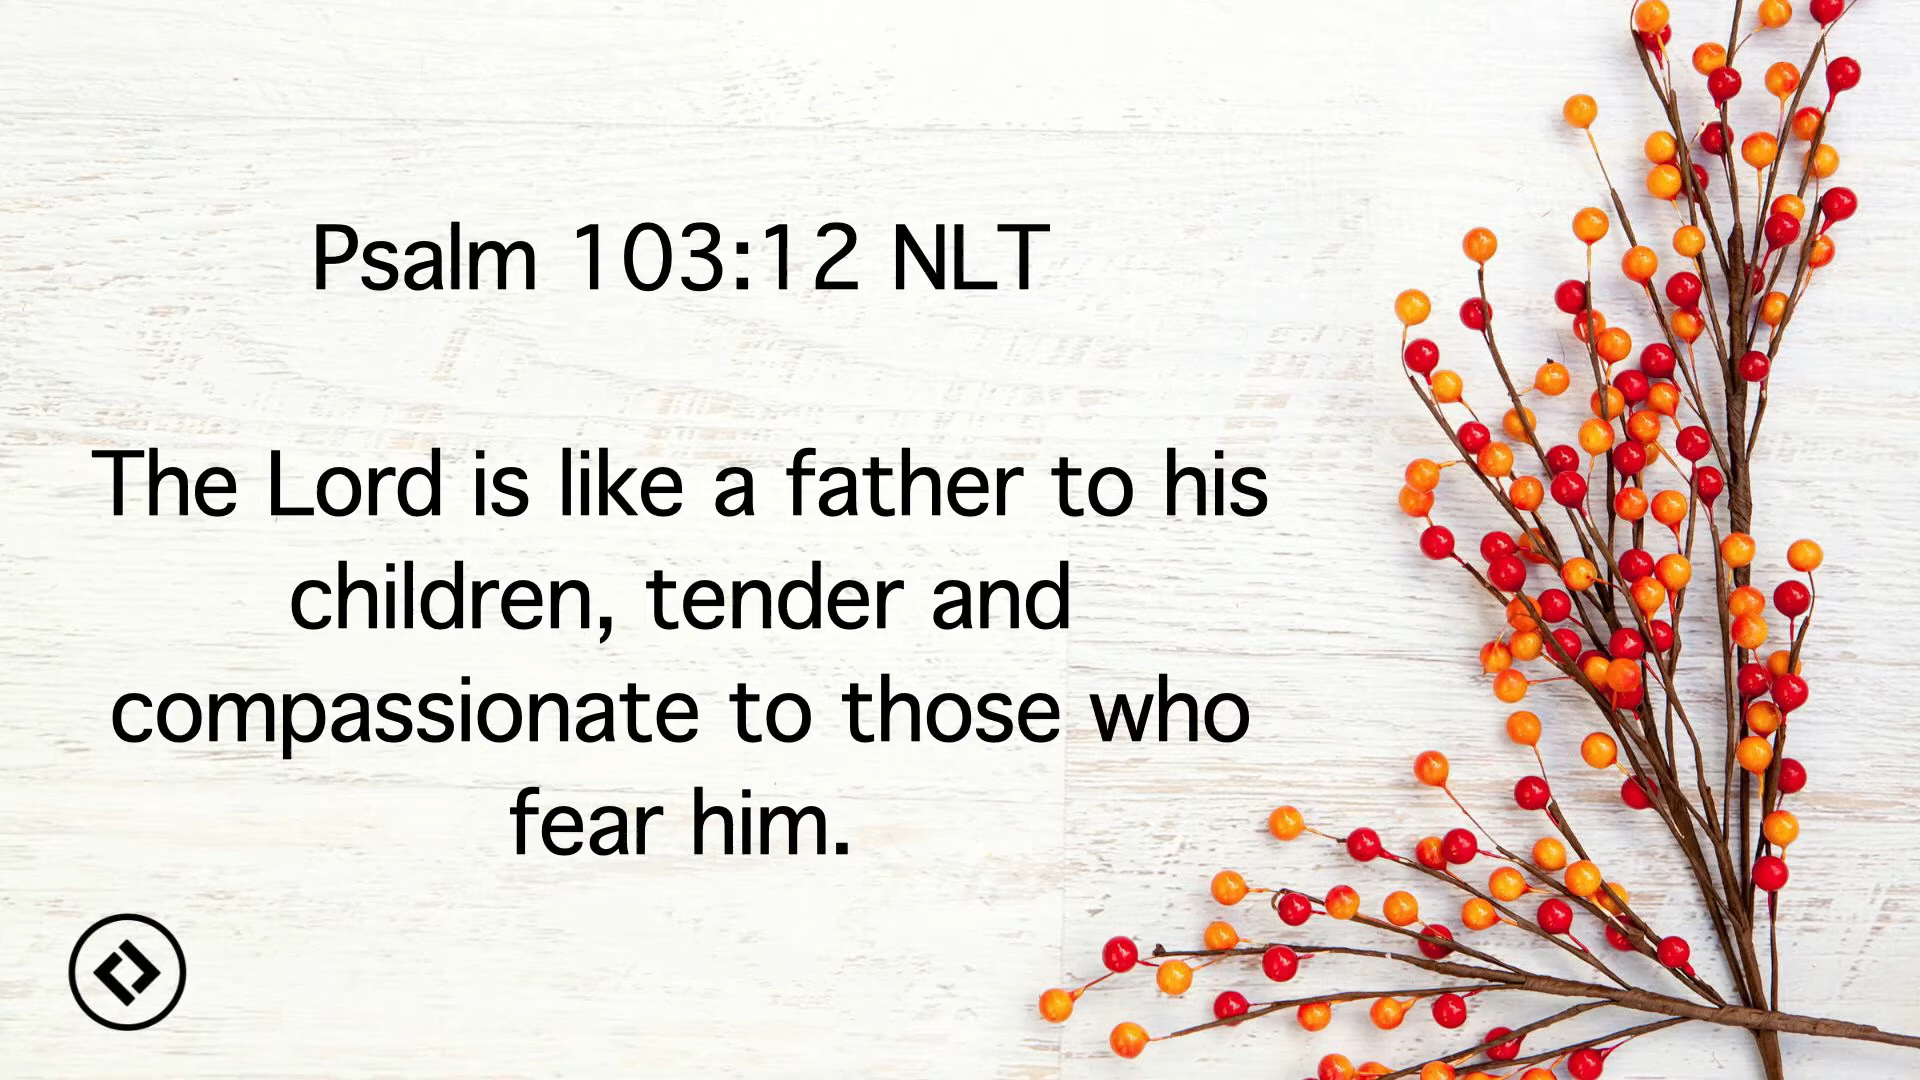 Psalm 103:12 NLT
The Lord is like a father to his
children, tender and
compassionate to those who
fear him.